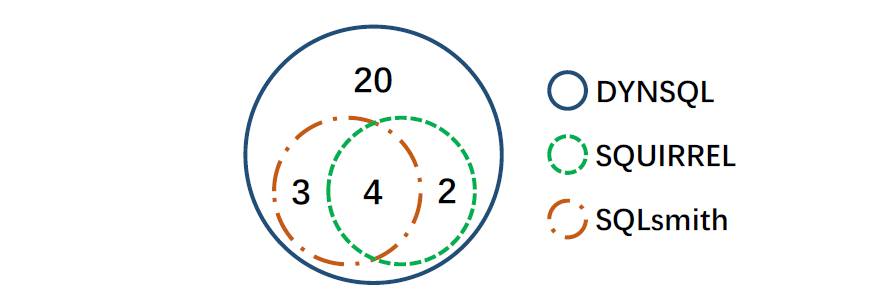 20
3 4 2
DYNSQL
SQUIRREL
SQLsmith